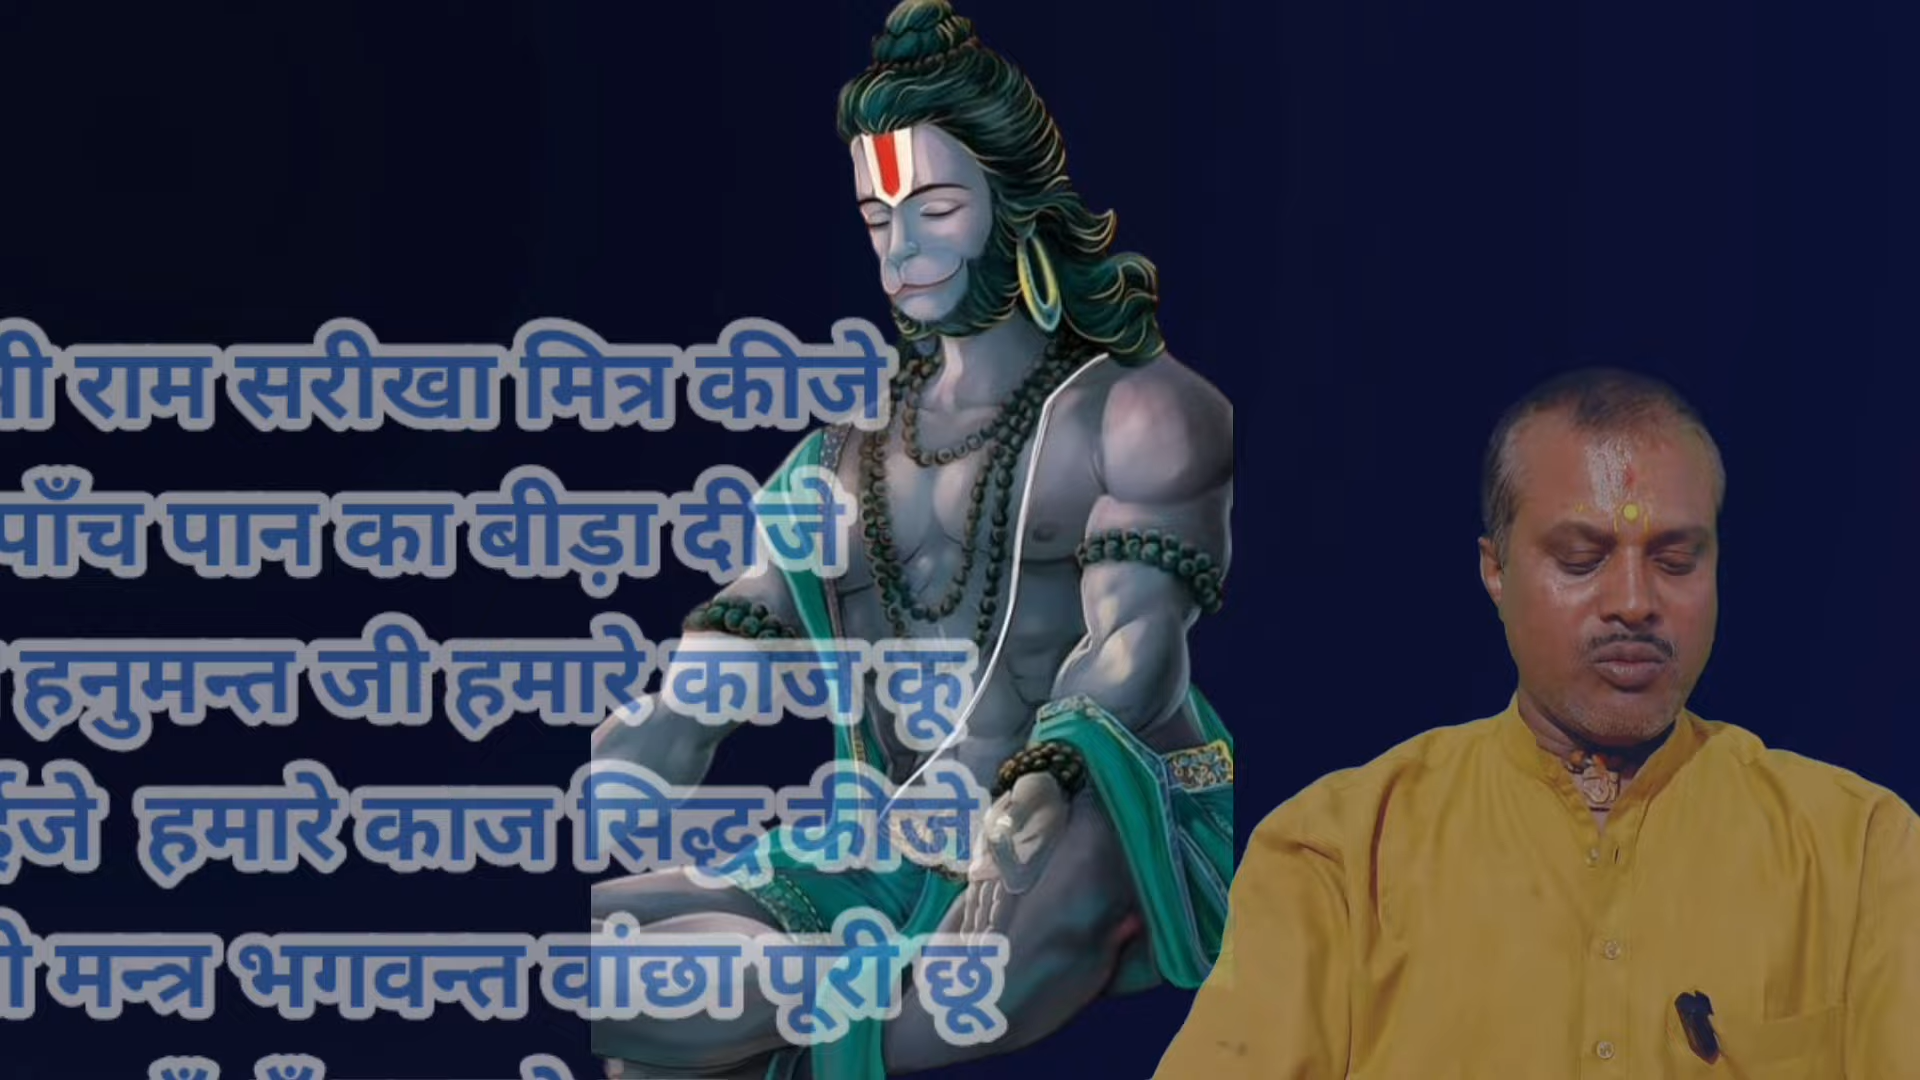 राम सरीखा मित्र कीजे
पाँच पान का बीड़ा दीजे
हनुमन्त जी हमारे काज कू
हमारे काज सिद्ध कीजे
मन्त्र भगवन्त वांछा पूरी छू